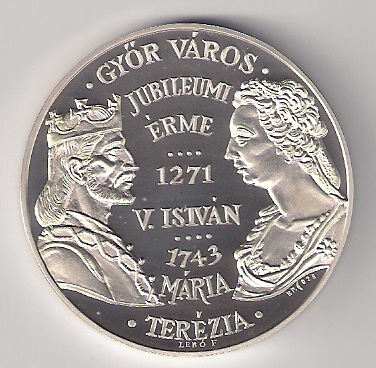 · GYŐR VÁROS ·
JUBILEUMI
ÉRME
1271
V. ISTVÁN
1743
MÁRIA
· TERÉZIA ·
LEBÓ F